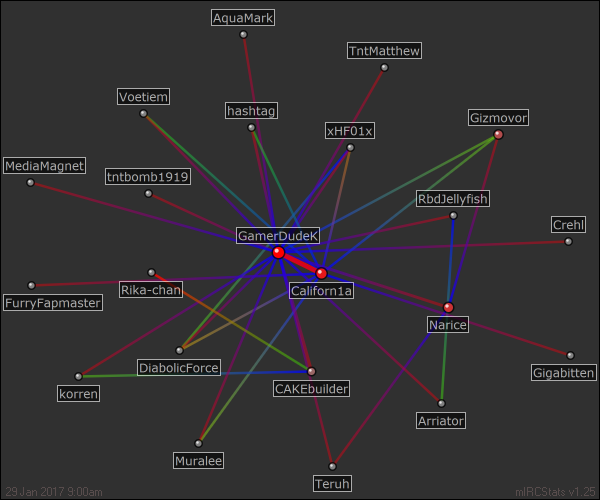 AquaMark
TntMatthew
Voetiem
hashtag
Gizmovor
xHF01x
MediaMagnet
tntbomb1919
RbdJellyfish
Crehl
GamerDudeK
Rika-chan
Californ1a
FurryFapmaster
Narice
DiabolicForce
Gigabitten
CAKEbuilder
korren
Arriator
Muralee
Teruh
29 Jan 2017 9:00am
mIRCStats v1.25